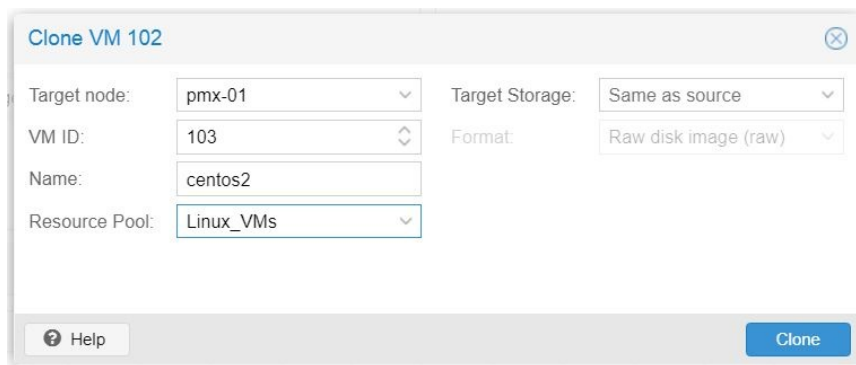 Clone VM 102
Target node: pmx-01 Target Storage: Same as source
VM ID: 103 Format: Raw disk image (raw)
Name: centos2
Resource Pool: Linux_VMs
Help Clone